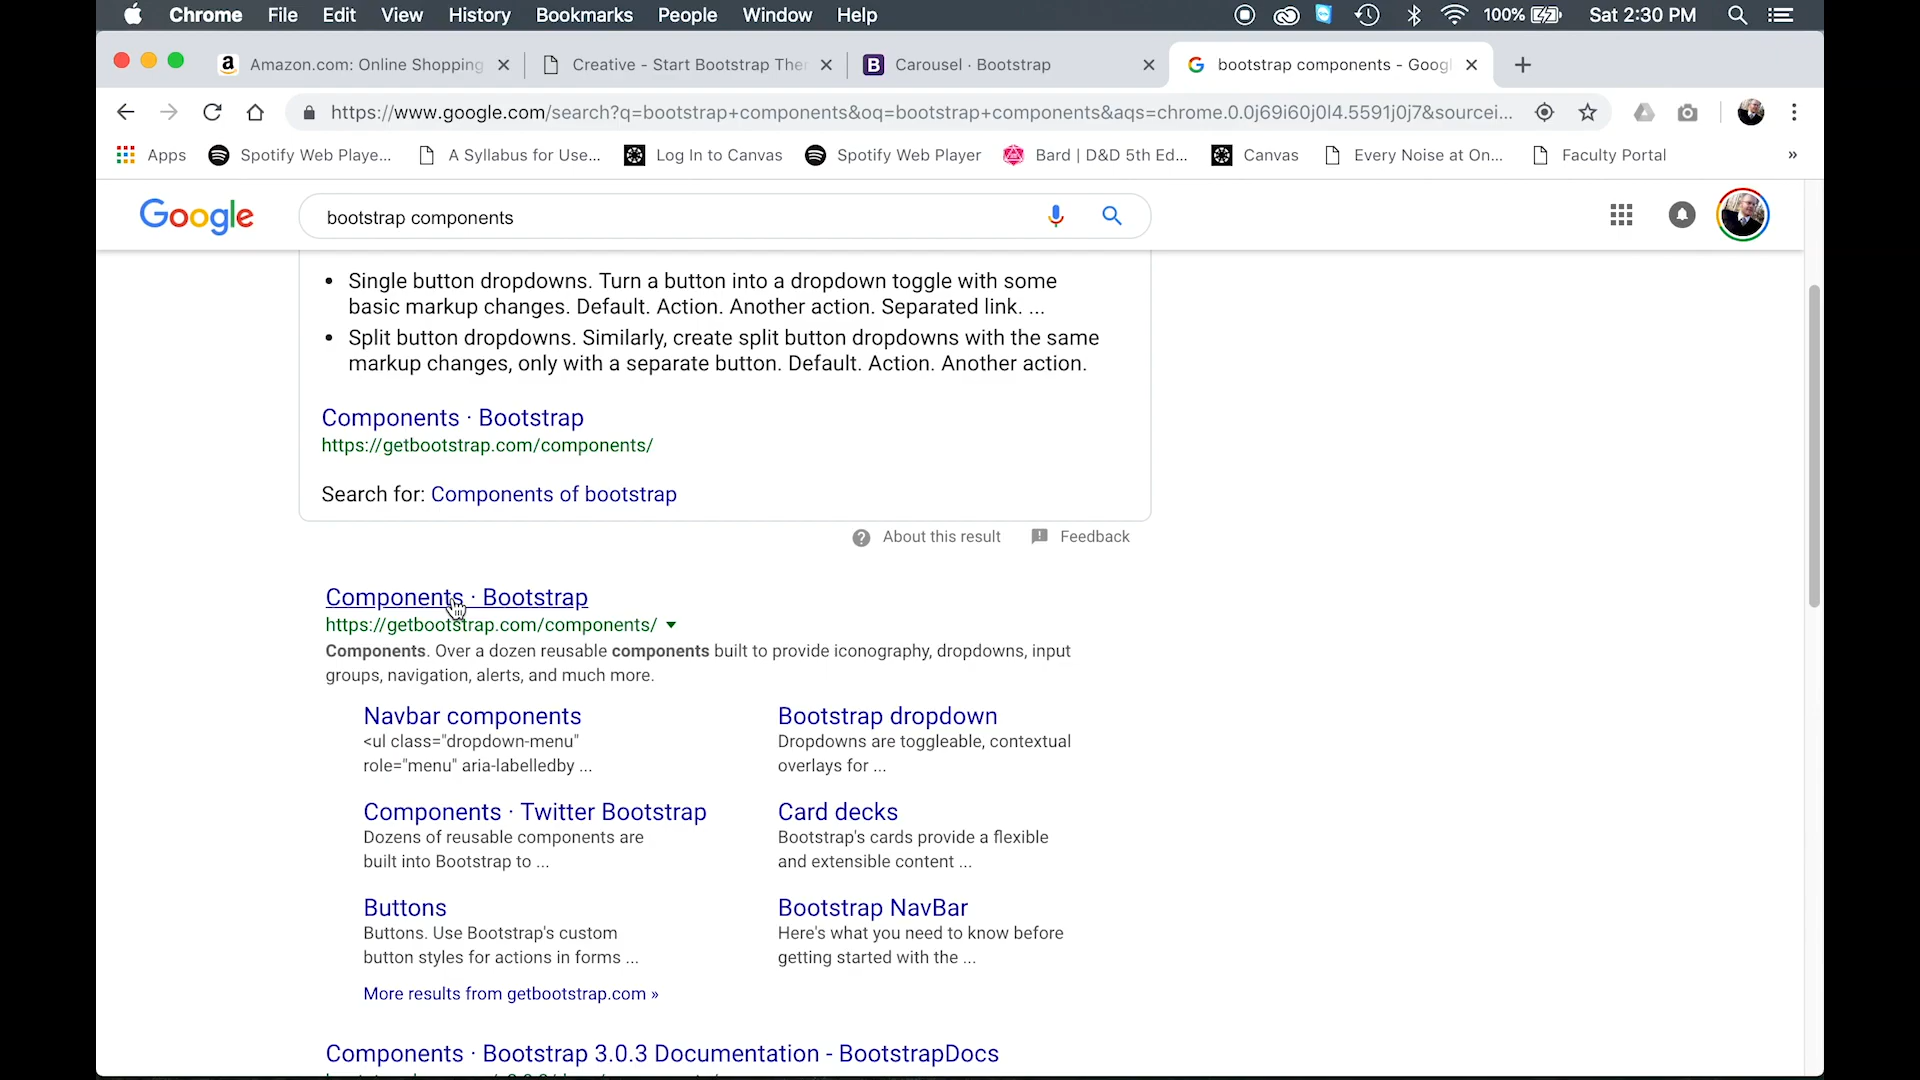 Chrome File Edit View History Bookmarks People Window Help 100% Sat 2:30 PM
Amazon.com: Online Shopping Creative - Start Bootstrap The Carousel · Bootstrap bootstrap components - Googl
https://www.google.com/search?q=bootstrap+components&oq=bootstrap+components&aqs=chrome.0.0j69i60j0l4.5591j0j7&sourcei...
Apps Spotify Web Playe... A Syllabus for Use... Log In to Canvas Spotify Web Player Bard | D&D 5th Ed... Canvas Every Noise at On... Faculty Portal »
Google bootstrap components
• Single button dropdowns. Turn a button into a dropdown toggle with some
basic markup changes. Default. Action. Another action. Separated link. ...
• Split button dropdowns. Similarly, create split button dropdowns with the same
markup changes, only with a separate button. Default. Action. Another action.
Components · Bootstrap
https://getbootstrap.com/components/
Search for: Components of bootstrap
About this result Feedback
Components · Bootstrap
https://getbootstrap.com/components/
Components. Over a dozen reusable components built to provide iconography, dropdowns, input
groups, navigation, alerts, and much more.
Navbar components
<ul class="dropdown-menu"
role="menu" aria-labelledby ...
Bootstrap dropdown
Dropdowns are toggleable, contextual
overlays for ...
Components · Twitter Bootstrap
Dozens of reusable components are
built into Bootstrap to ...
Card decks
Bootstrap's cards provide a flexible
and extensible content ...
Buttons
Buttons. Use Bootstrap's custom
button styles for actions in forms ...
Bootstrap NavBar
Here's what you need to know before
getting started with the ...
More results from getbootstrap.com »
Components · Bootstrap 3.0.3 Documentation - BootstrapDocs